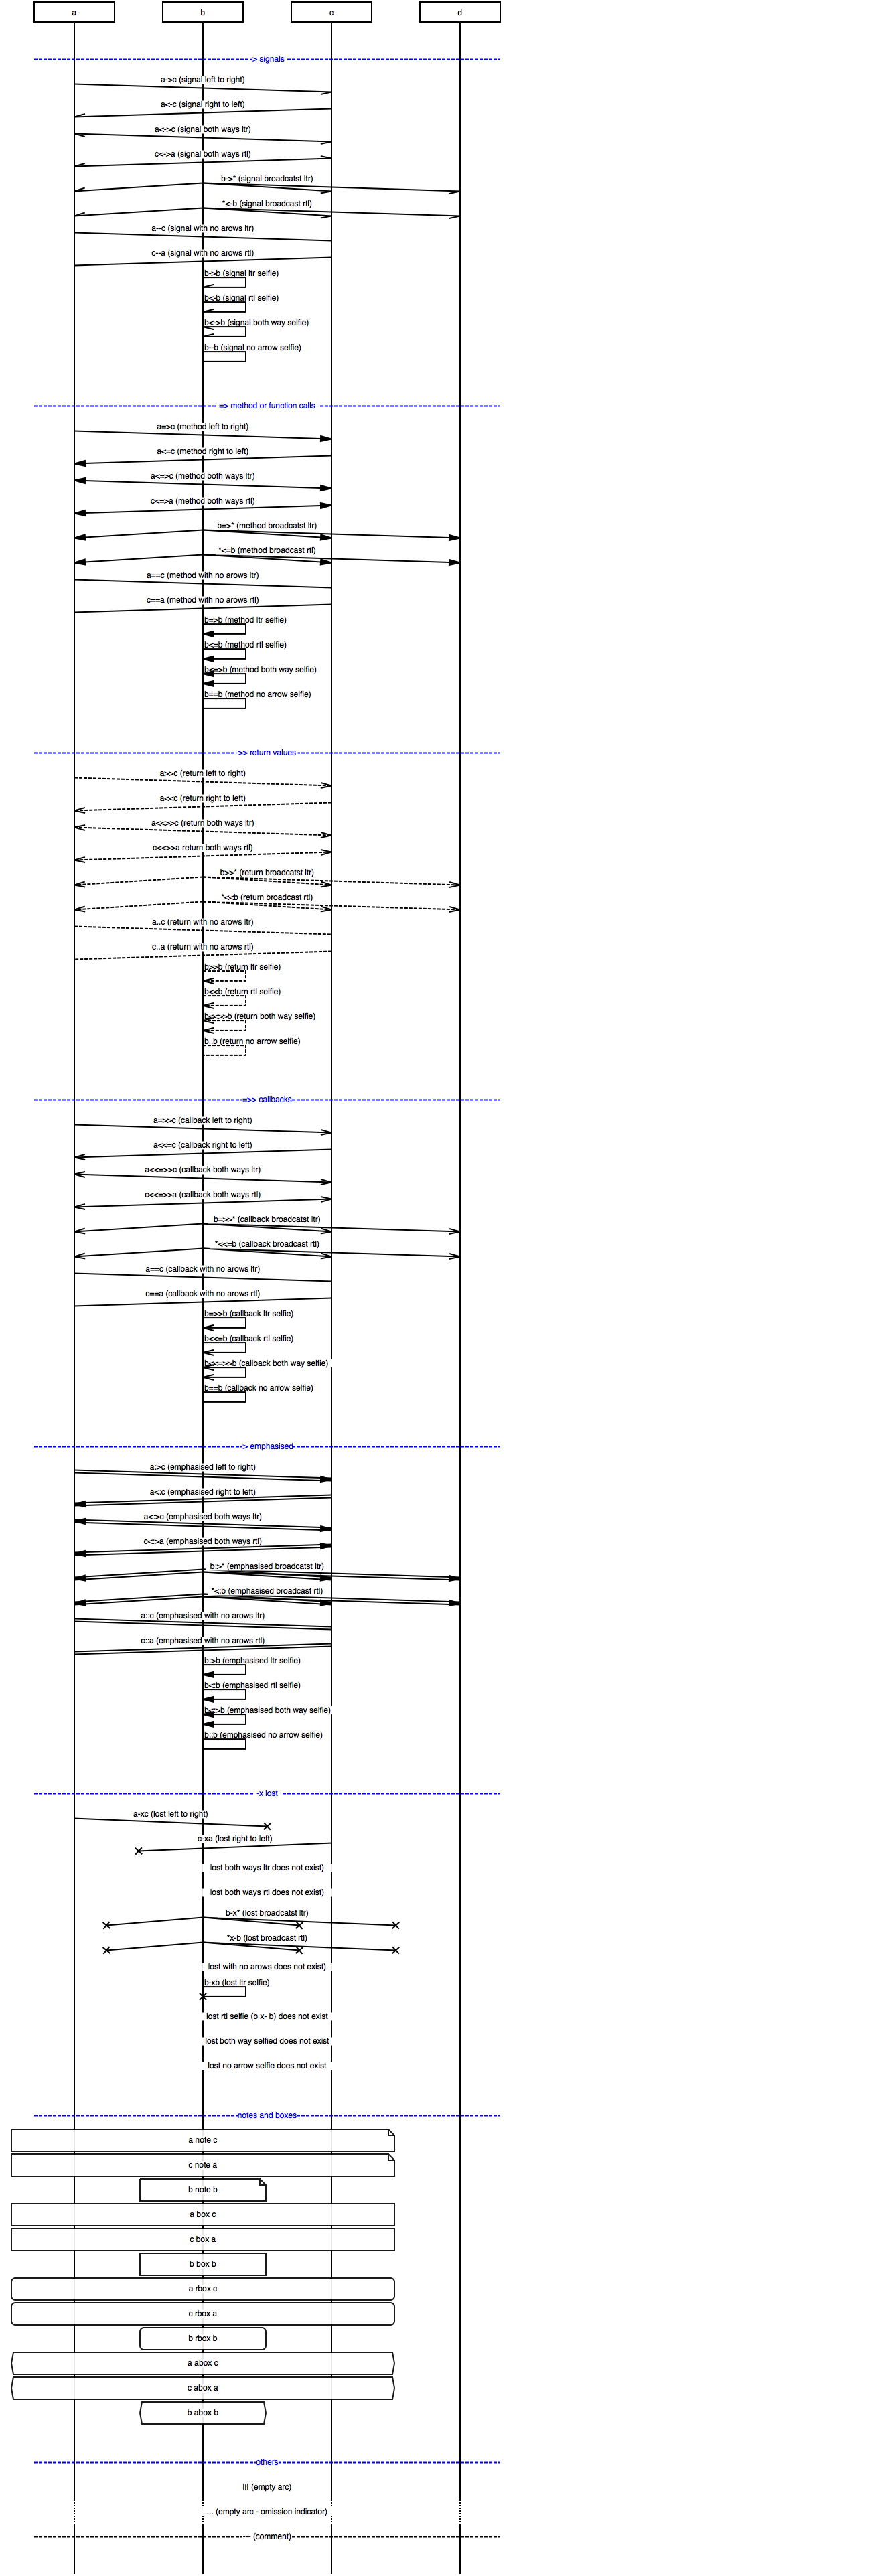 a
b
c
d
-> signals
a->c (signal left to right)
a<-c (signal right to left)
a<->c (signal both ways ltr)
c<->a (signal both ways rtl)
b->* (signal broadcatst ltr)
*<-b (signal broadcast rtl)
a--c (signal with no arows ltr)
c--a (signal with no arows rtl)
b->b (signal ltr selfie)
b<-b (signal rtl selfie)
b<->b (signal both way selfie)
b--b (signal no arrow selfie)
=> method or function calls
a=>c (method left to right)
a<=c (method right to left)
a<=>c (method both ways ltr)
c<=>a (method both ways rtl)
b=>* (method broadcatst ltr)
*<=b (method broadcast rtl)
a==c (method with no arows ltr)
c==a (method with no arows rtl)
b=>b (method ltr selfie)
b<=b (method rtl selfie)
b<=>b (method both way selfie)
b==b (method no arrow selfie)
>> return values
a>>c (return left to right)
a<<c (return right to left)
a<<>>c (return both ways ltr)
c<<>>a return both ways rtl)
b>>* (return broadcatst ltr)
*<<b (return broadcast rtl)
a..c (return with no arows ltr)
c..a (return with no arows rtl)
b>>b (return ltr selfie)
b<<b (return rtl selfie)
b<<>>b (return both way selfie)
b..b (return no arrow selfie)
=>> callbacks
a=>>c (callback left to right)
a<<=c (callback right to left)
a<<=>>c (callback both ways ltr)
c<<=>>a (callback both ways rtl)
b=>>* (callback broadcatst ltr)
*<<=b (callback broadcast rtl)
a==c (callback with no arows ltr)
c==a (callback with no arows rtl)
b=>>b (callback ltr selfie)
b<<=b (callback rtl selfie)
b<<=>>b (callback both way selfie)
b==b (callback no arrow selfie)
:> emphasised
a:>c (emphasised left to right)
a<:c (emphasised right to left)
a<:>c (emphasised both ways ltr)
c<:>a (emphasised both ways rtl)
b:>* (emphasised broadcatst ltr)
*<:b (emphasised broadcast rtl)
a::c (emphasised with no arows ltr)
c::a (emphasised with no arows rtl)
b:>b (emphasised ltr selfie)
b<:b (emphasised rtl selfie)
b<:>b (emphasised both way selfie)
b::b (emphasised no arrow selfie)
-x lost
a-xc (lost left to right)
c-xa (lost right to left)
lost both ways ltr does not exist)
lost both ways rtl does not exist)
b-x* (lost broadcatst ltr)
*x-b (lost broadcast rtl)
lost with no arows does not exist)
b-xb (lost ltr selfie)
lost rtl selfie (b x- b) does not exist
lost both way selfied does not exist
lost no arrow selfie does not exist
notes and boxes
a note c
c note a
b note b
a box c
c box a
b box b
a rbox c
c rbox a
b rbox b
a abox c
c abox a
b abox b
others
||| (empty arc)
... (empty arc - omission indicator)
--- (comment)